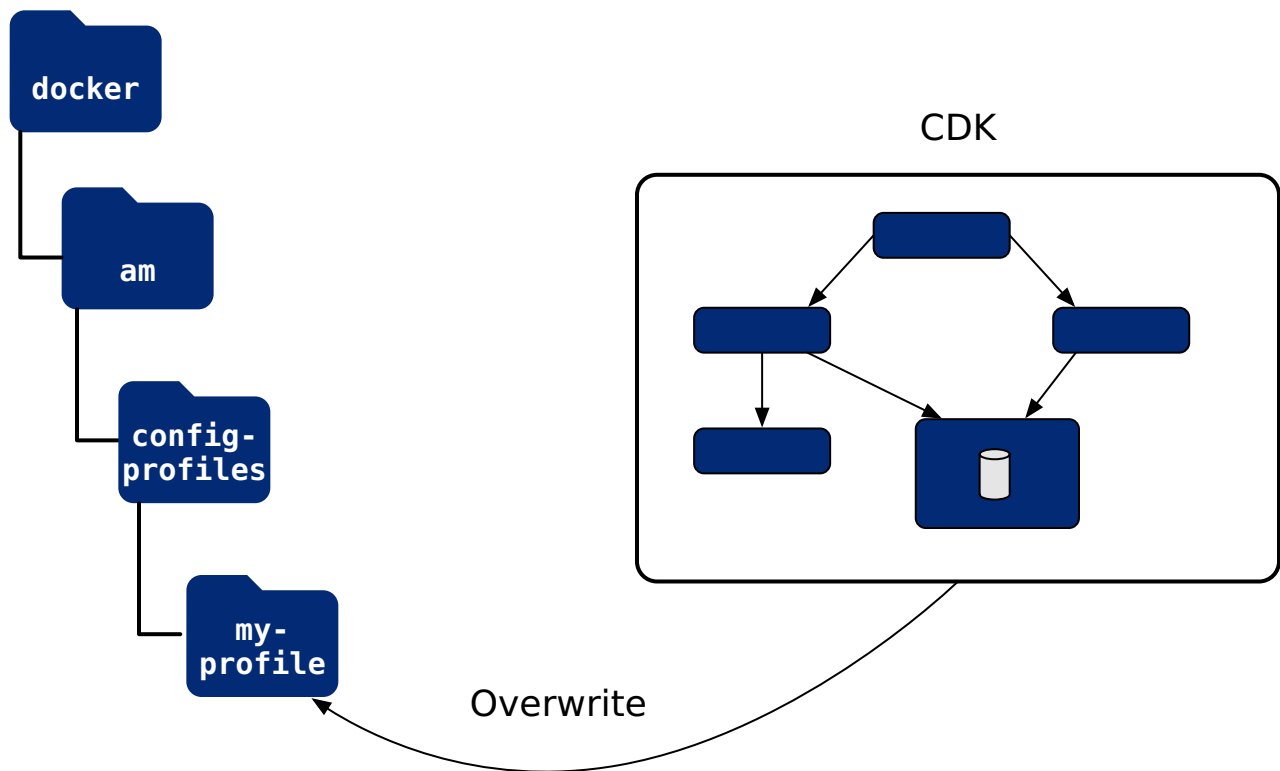 docker
am
config-
profiles
my-
profile
CDK
Overwrite